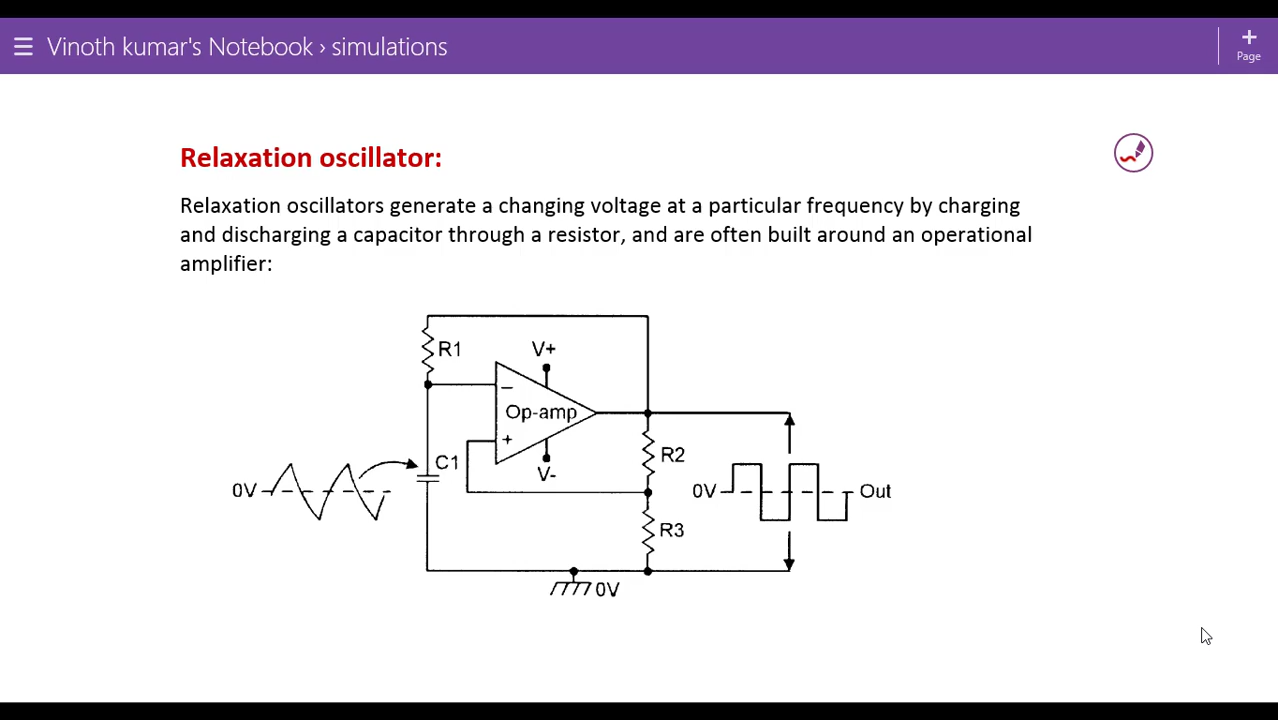 Vinoth kumar's Notebook › simulations
Page
Relaxation oscillator:
Relaxation oscillators generate a changing voltage at a particular frequency by charging
and discharging a capacitor through a resistor, and are often built around an operational
amplifier:
R1
V+
−
Op-amp
+
V-
C1
R2
0V
0V
Out
R3
0V